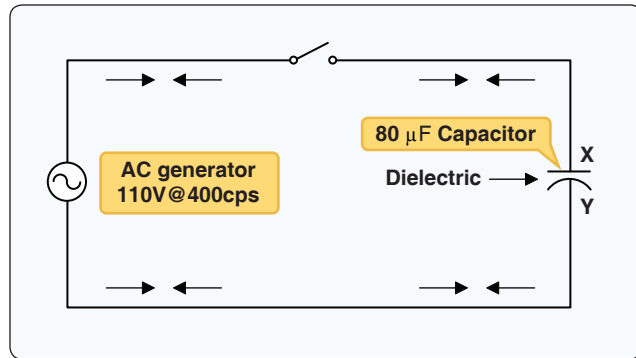 80 μF Capacitor
X
AC generator
110V@400cps
Dielectric
Y